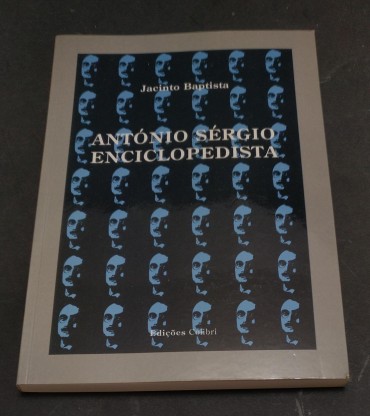 Jacinto Baptista
ANTÓNIO SÉRGIO
ENCICLOPEDISTA
Edições Colibri